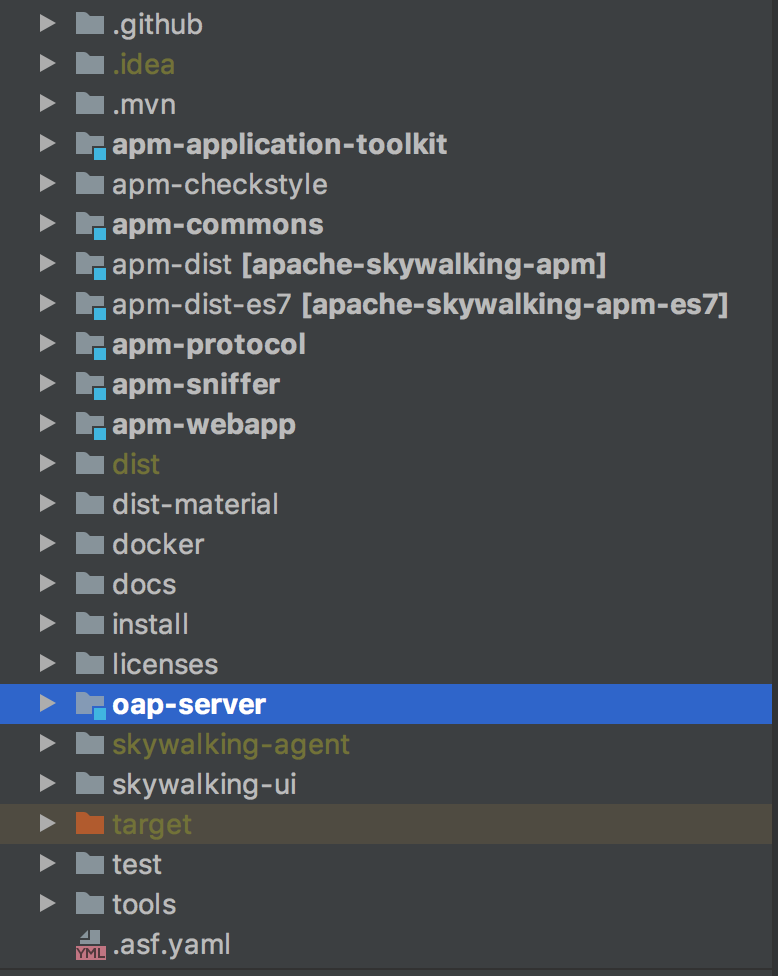 .github
.idea
.mvn
apm-application-toolkit
apm-checkstyle
apm-commons
apm-dist [apache-skywalking-apm]
apm-dist-es7 [apache-skywalking-apm-es7]
apm-protocol
apm-sniffer
apm-webapp
dist
dist-material
docker
docs
install
licenses
oap-server
skywalking-agent
skywalking-ui
target
test
tools
YML .asf.yaml